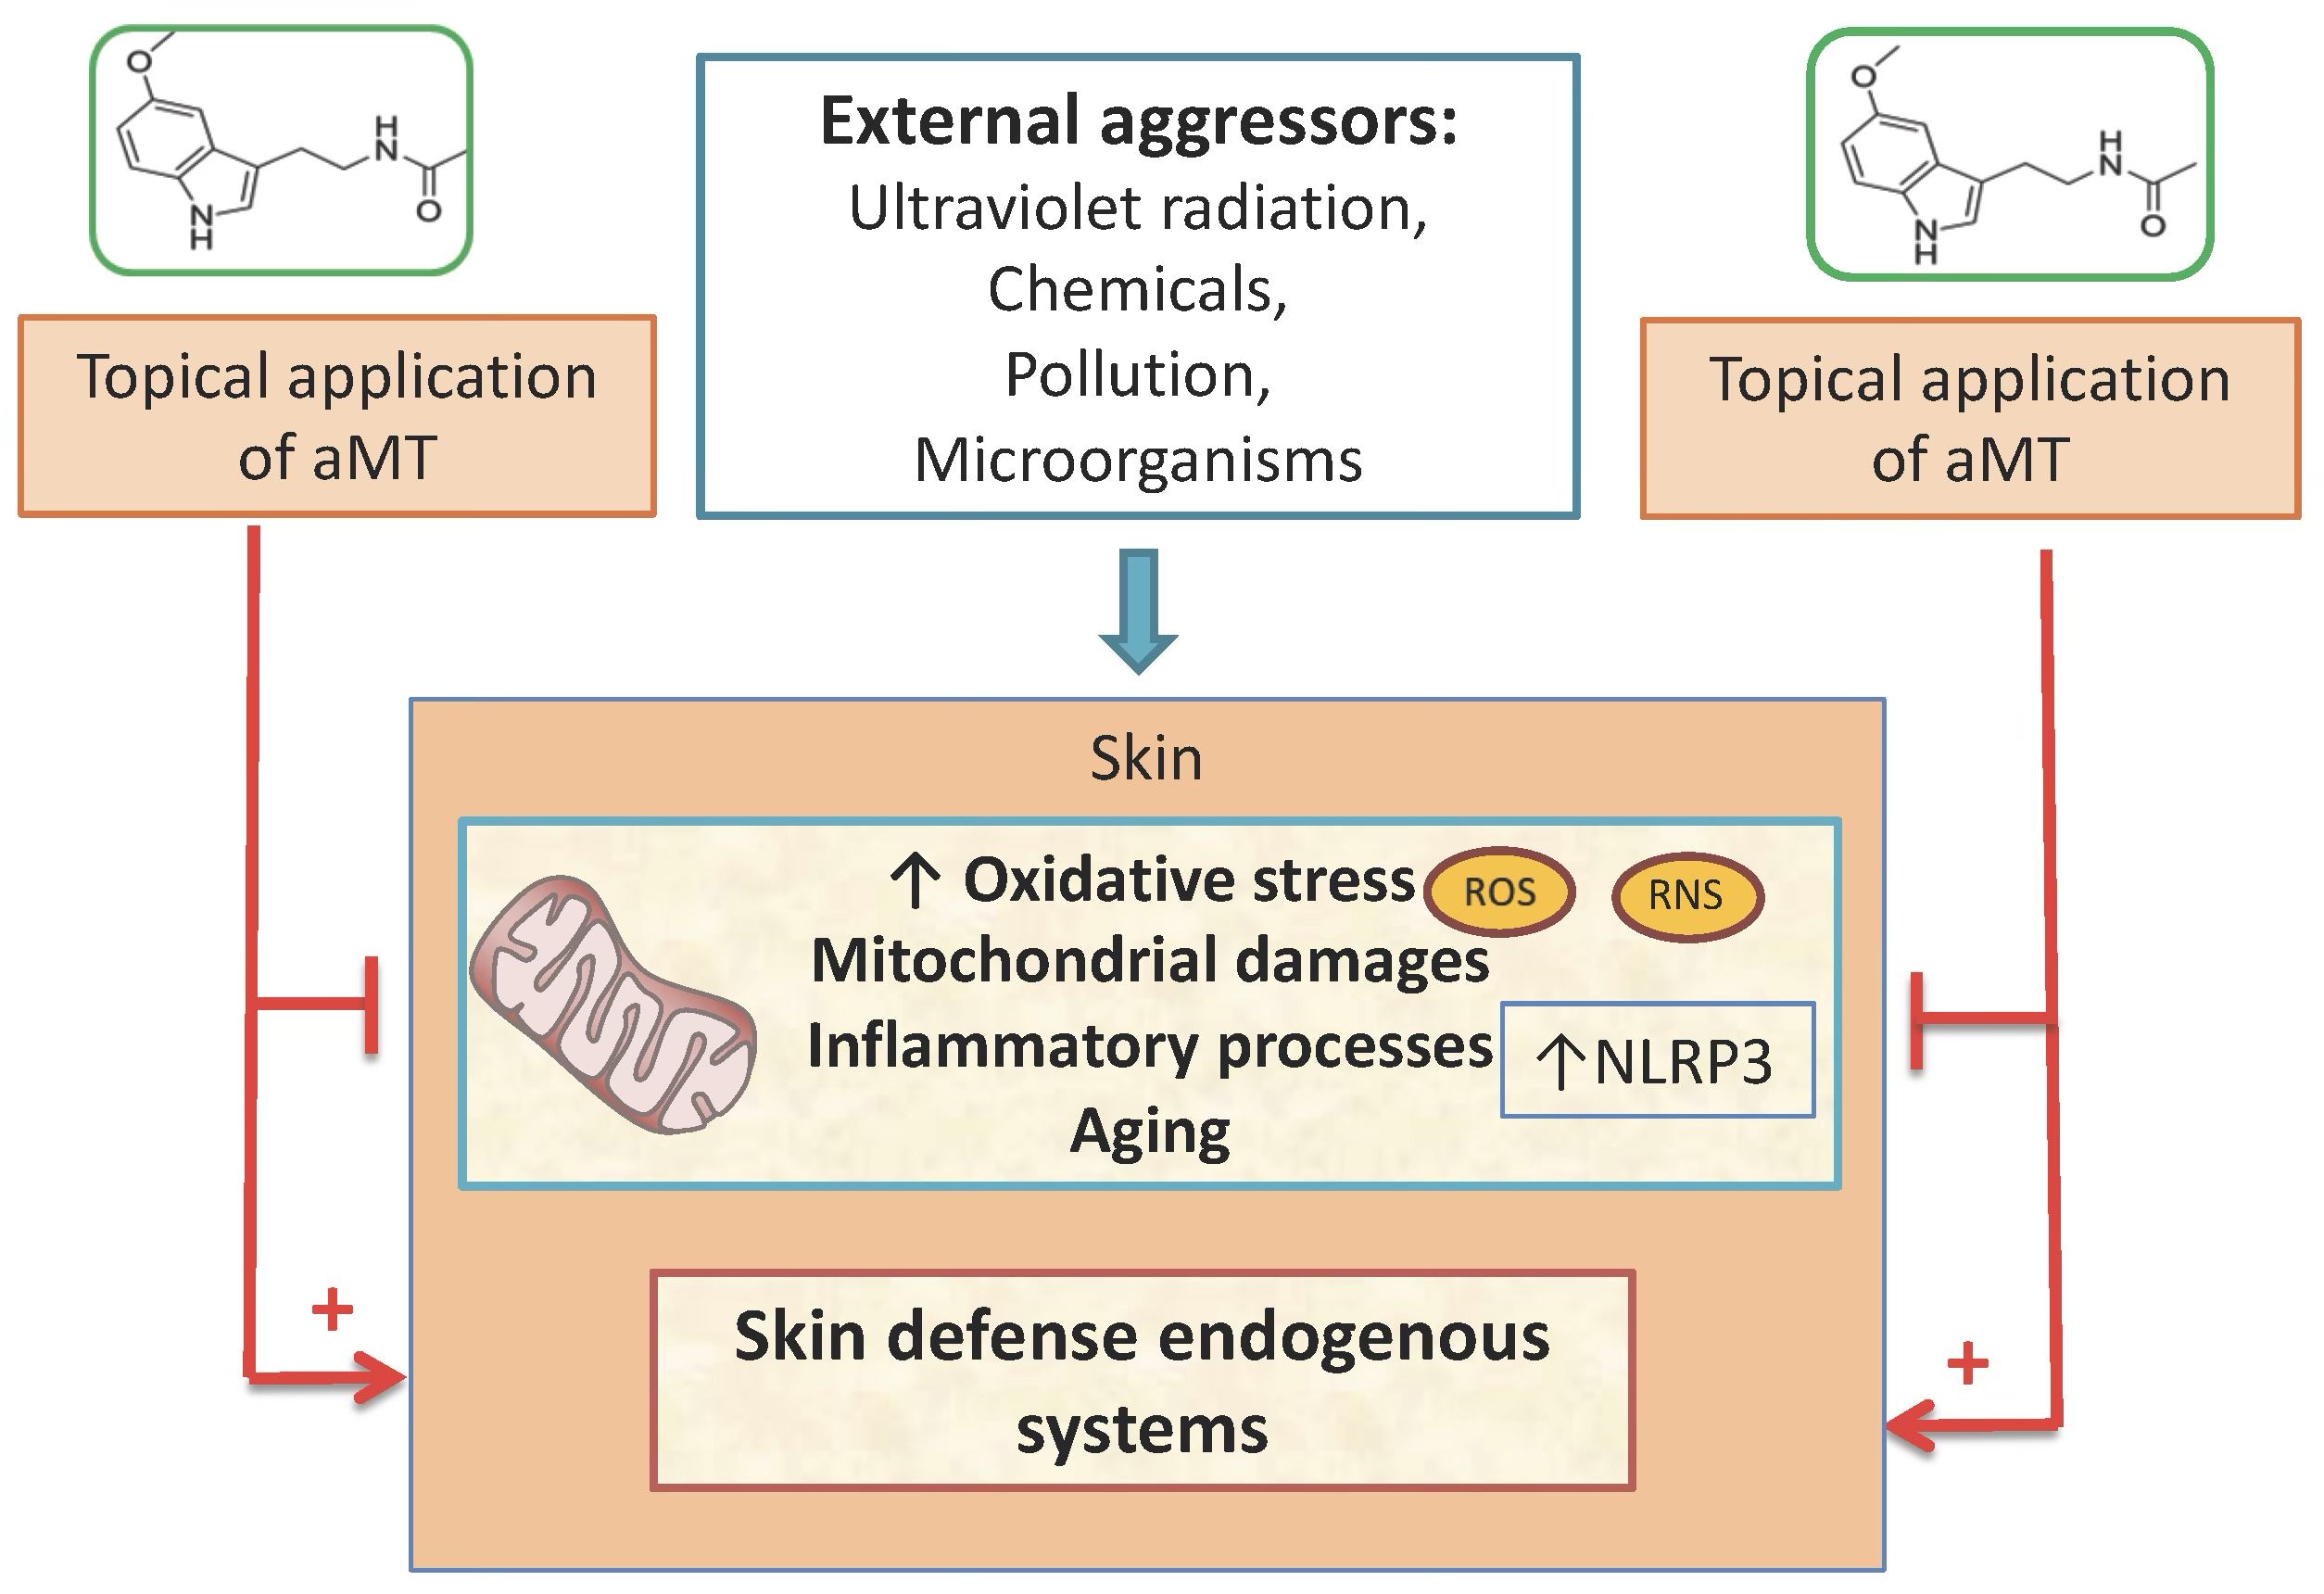 O
H
N
O
N
H
Topical application
of aMT
External aggressors:
Ultraviolet radiation,
Chemicals,
Pollution,
Microorganisms
O
H
N
O
N
H
Topical application
of aMT
Skin
↑ Oxidative stress ROS RNS
Mitochondrial damages
Inflammatory processes ↑NLRP3
Aging
+
Skin defense endogenous
systems
+